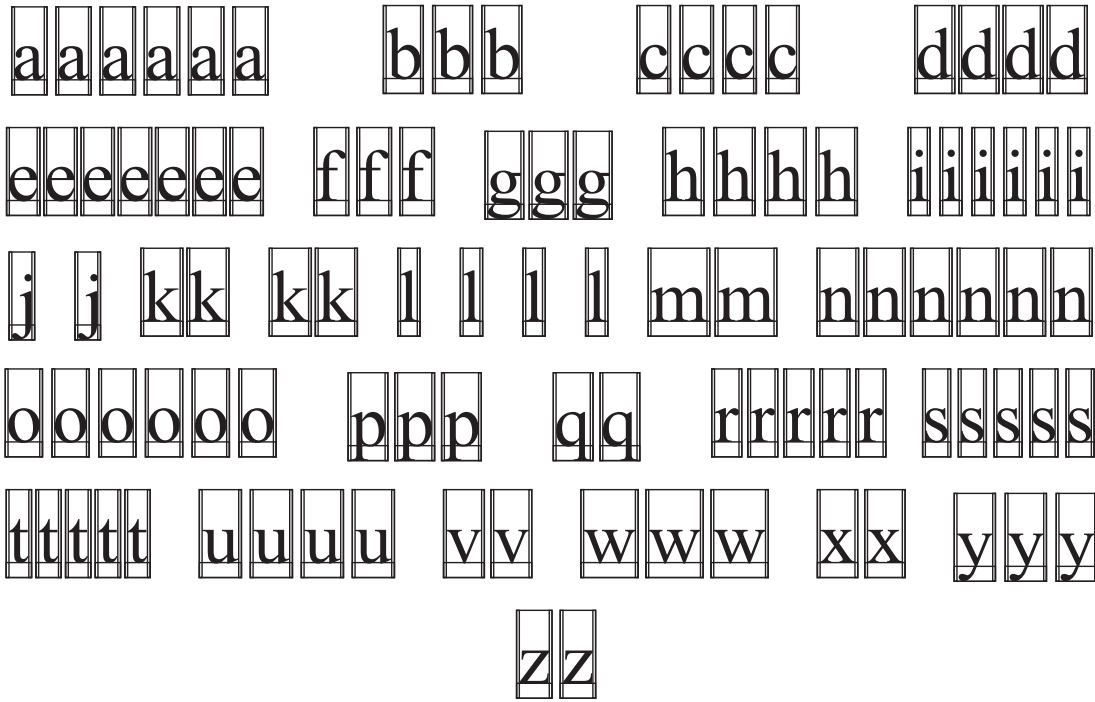 aaaaaa bbb cccc dddd
eeeeeee fff ggg hhhh iiiiii
j j kk kk l l l l mm nnnnnn
oooooo ppp qq rrrrr sssss
ttttt uuuu vv www xx yyy
zz